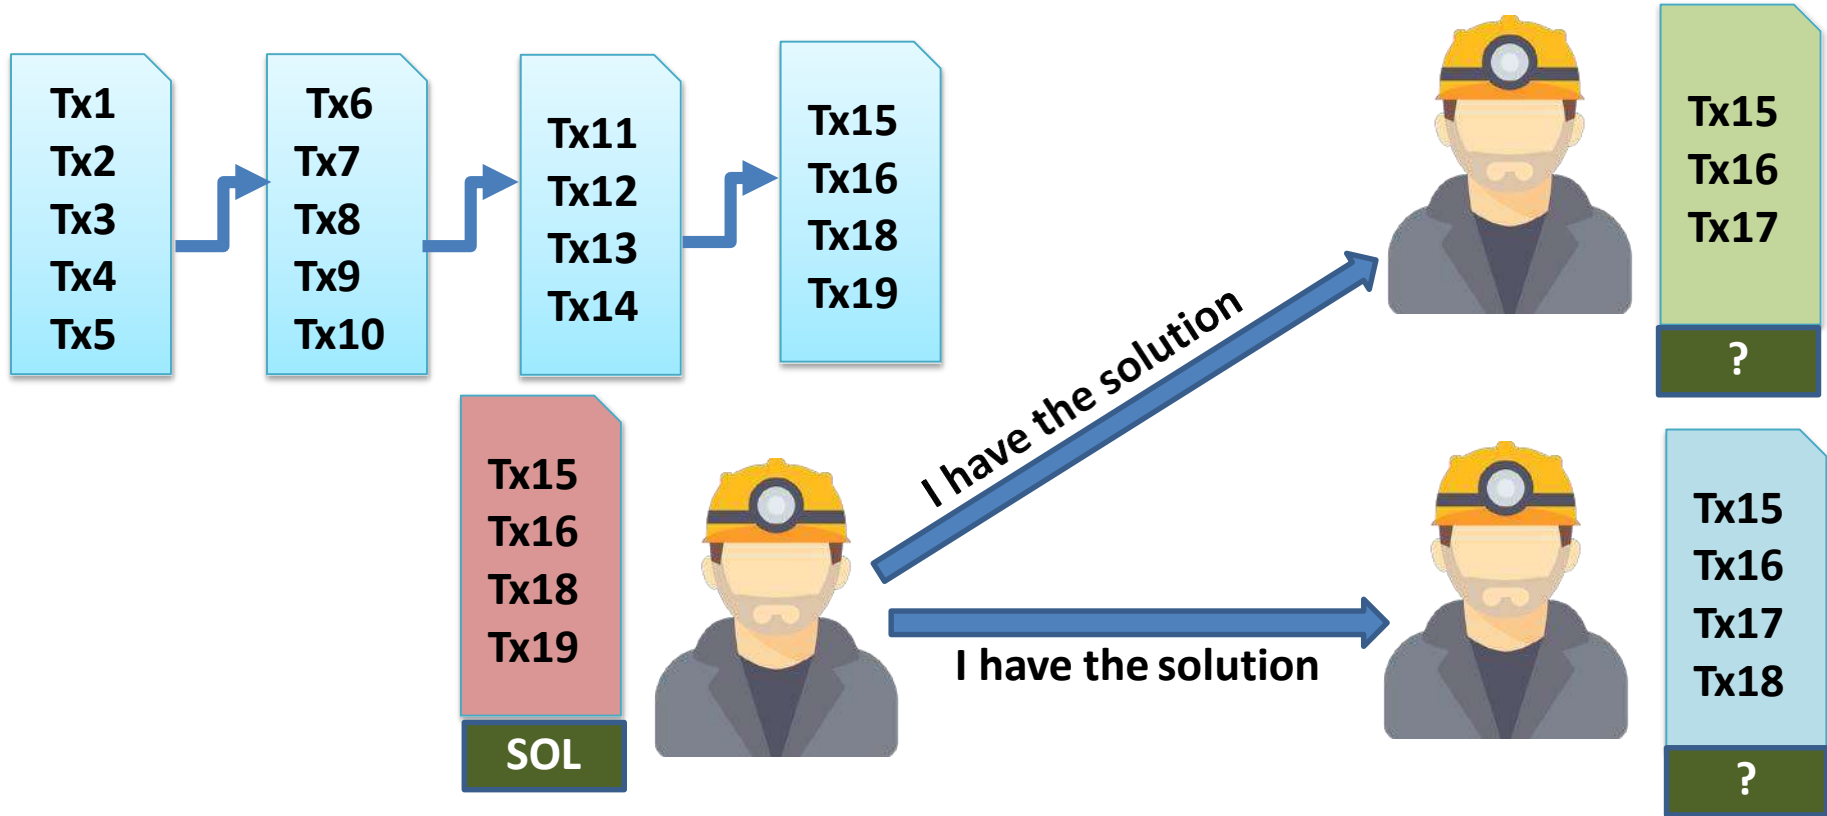 Tx1
Tx2
Tx3
Tx4
Tx5
Tx6
Tx7
Tx8
Tx9
Tx10
Tx11
Tx12
Tx13
Tx14
Tx15
Tx16
Tx18
Tx19
Tx15
Tx16
Tx17
?
Tx15
Tx16
Tx18
Tx19
SOL
I have the solution
I have the solution
Tx15
Tx16
Tx17
Tx18
?